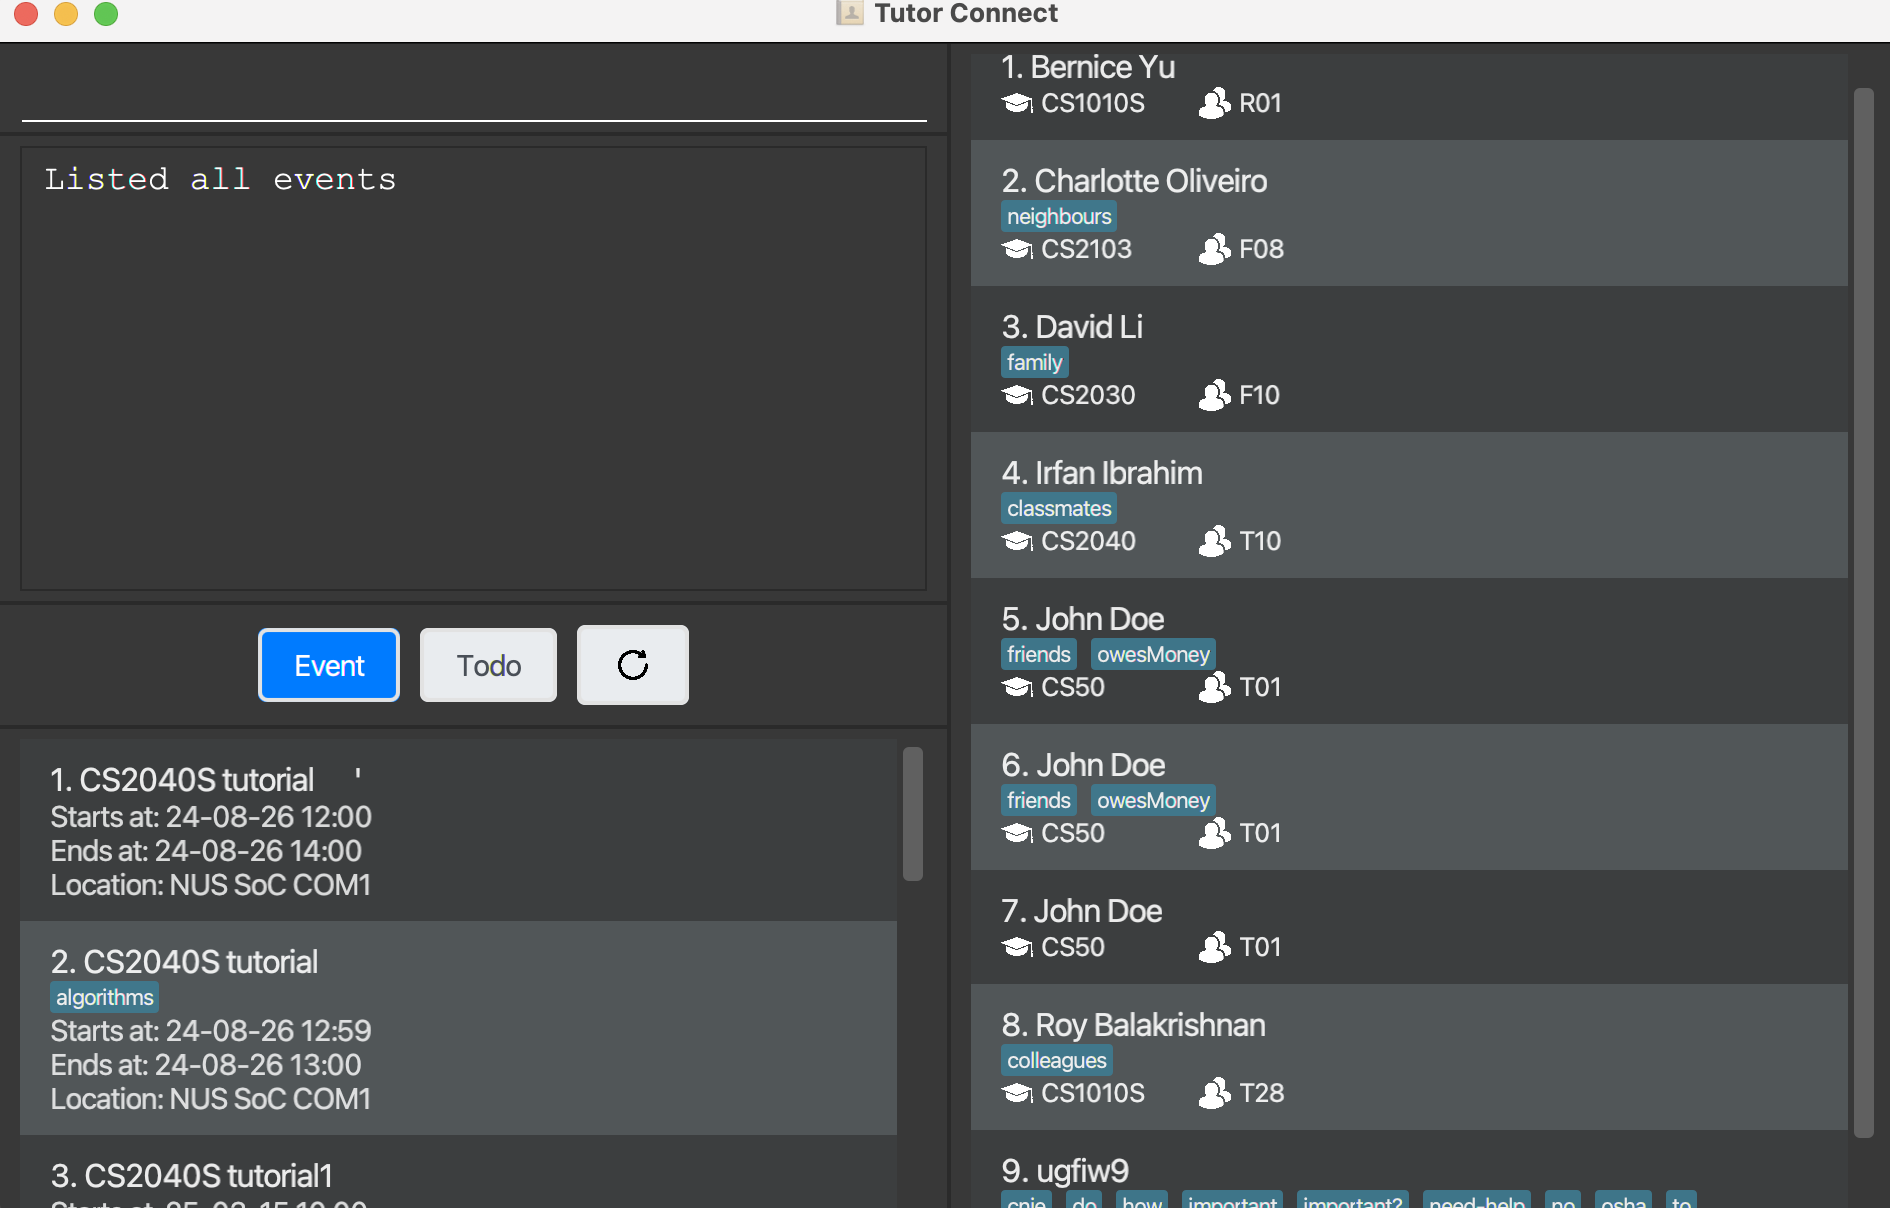 Tutor Connect
Listed all events
Event
Todo
1. CS2040S tutorial '
Starts at: 24-08-26 12:00
Ends at: 24-08-26 14:00
Location: NUS SoC COM1
2. CS2040S tutorial
algorithms
Starts at: 24-08-26 12:59
Ends at: 24-08-26 13:00
Location: NUS SoC COM1
3. CS2040S tutorial1
1. Bernice Yu
CS1010S R01
2. Charlotte Oliveiro
neighbours
CS2103 F08
3. David Li
family
CS2030 F10
4. Irfan Ibrahim
classmates
CS2040 T10
5. John Doe
friends owesMoney
CS50 T01
6. John Doe
friends owesMoney
CS50 T01
7. John Doe
CS50 T01
8. Roy Balakrishnan
colleagues
CS1010S T28
9. ugfiw9
cnie do how important important? need-help no osha to